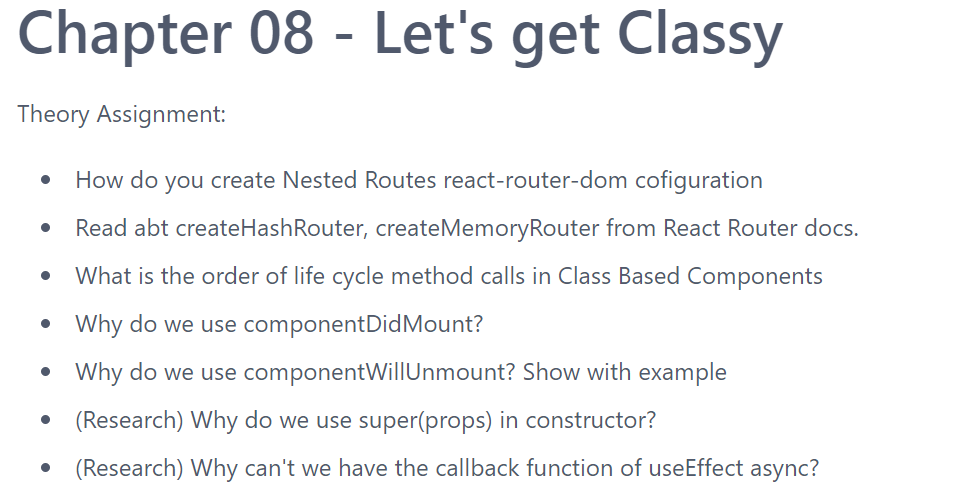 Chapter 08 - Let's get Classy
Theory Assignment:
How do you create Nested Routes react-router-dom cofiguration
Read abt createHashRouter, createMemoryRouter from React Router docs.
What is the order of life cycle method calls in Class Based Components
Why do we use componentDidMount?
Why do we use componentWillUnmount? Show with example
(Research) Why do we use super(props) in constructor?
(Research) Why can't we have the callback function of useEffect async?